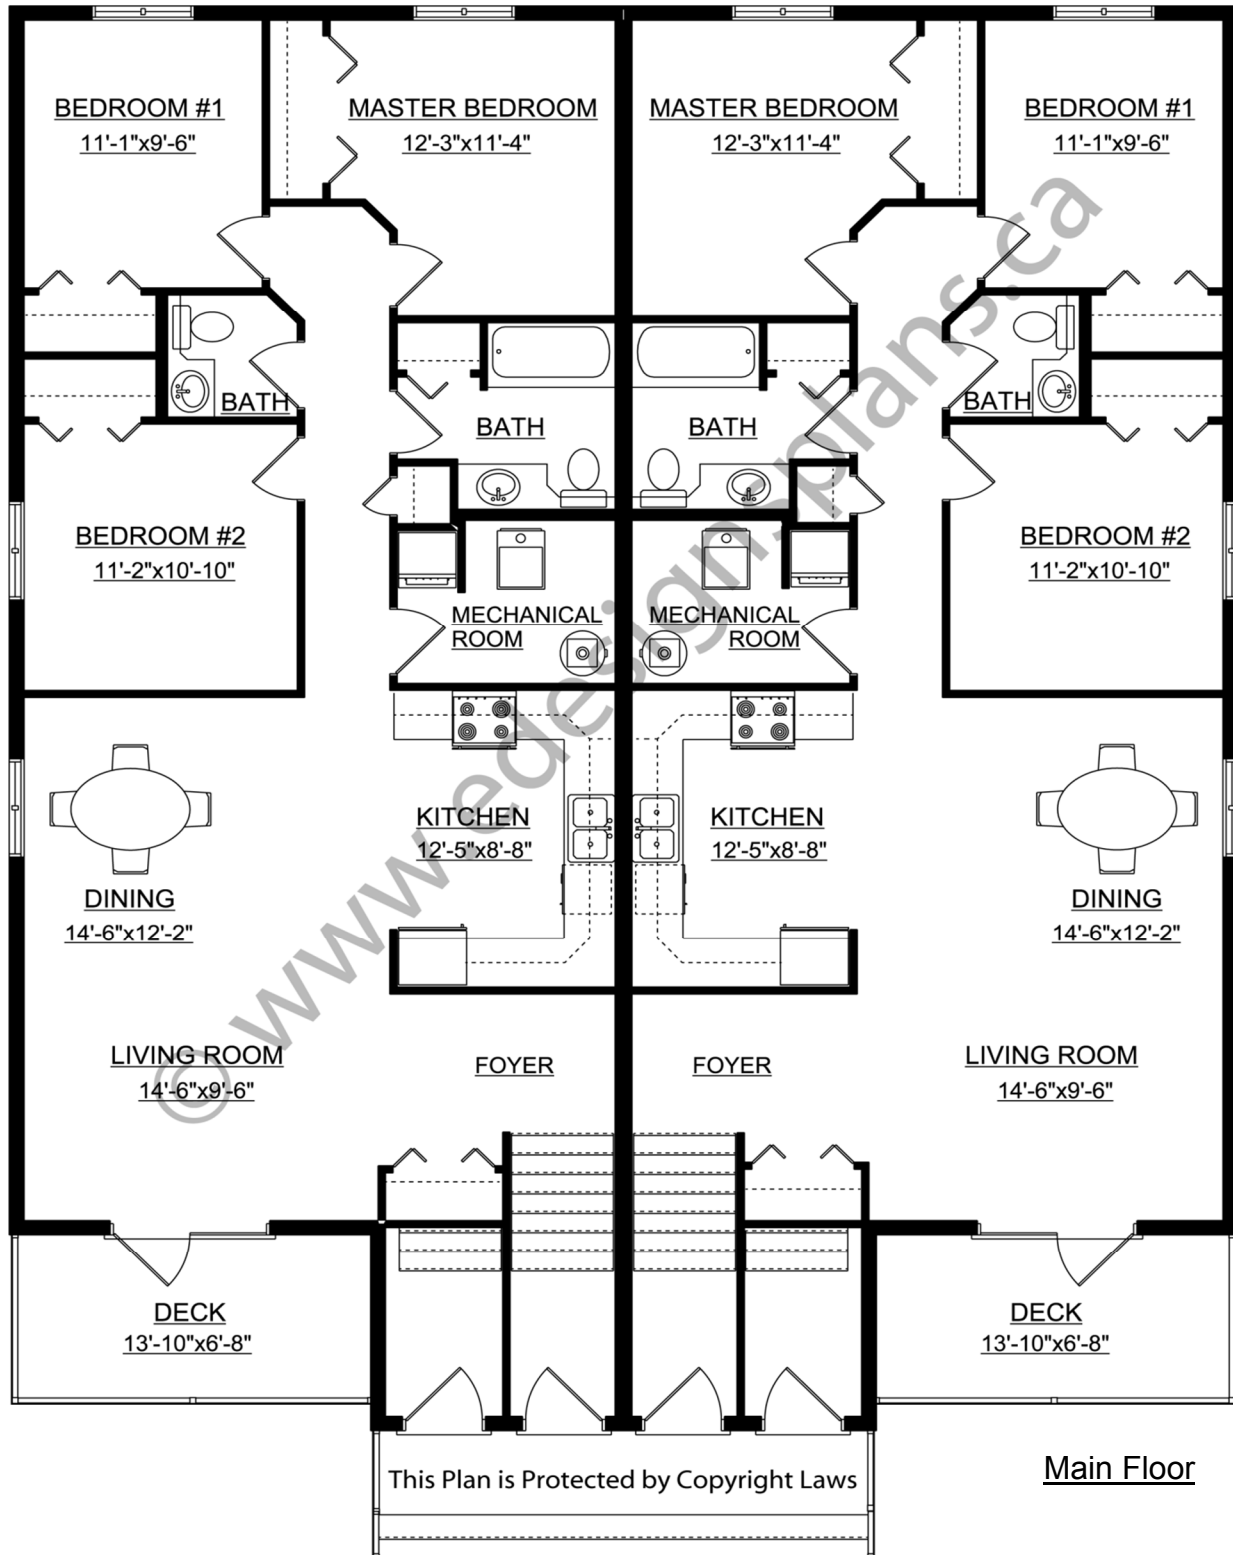 BEDROOM #1
11'-1"x9'-6"
MASTER BEDROOM
12'-3"x11'-4"
MASTER BEDROOM
12'-3"x11'-4"
BEDROOM #1
11'-1"x9'-6"
BATH
BATH
BATH
BATH
BEDROOM #2
11'-2"x10'-10"
BEDROOM #2
11'-2"x10'-10"
MECHANICAL
ROOM
MECHANICAL
ROOM
KITCHEN
12'-5"x8'-8"
KITCHEN
12'-5"x8'-8"
DINING
14'-6"x12'-2"
DINING
14'-6"x12'-2"
LIVING ROOM
14'-6"x9'-6"
FOYER
FOYER
LIVING ROOM
14'-6"x9'-6"
DECK
13'-10"x6'-8"
DECK
13'-10"x6'-8"
This Plan is Protected by Copyright Laws
Main Floor
© www.edesignsplans.ca